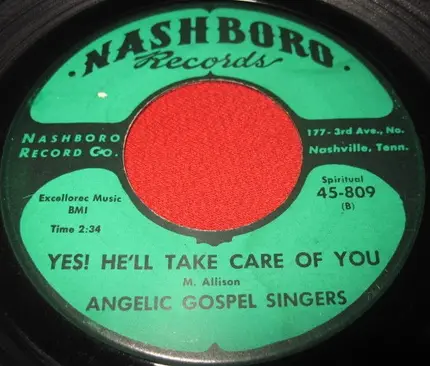 ·NASHBORO·
Records
NASHBORO
RECORD CO.
177-3rd Ave., No.
Nashville, Tenn.
Excellorec Music
BMI
Time 2:34
Spiritual
45-809
(B)
YES! HE'LL TAKE CARE OF YOU
M. Allison
ANGELIC GOSPEL SINGERS